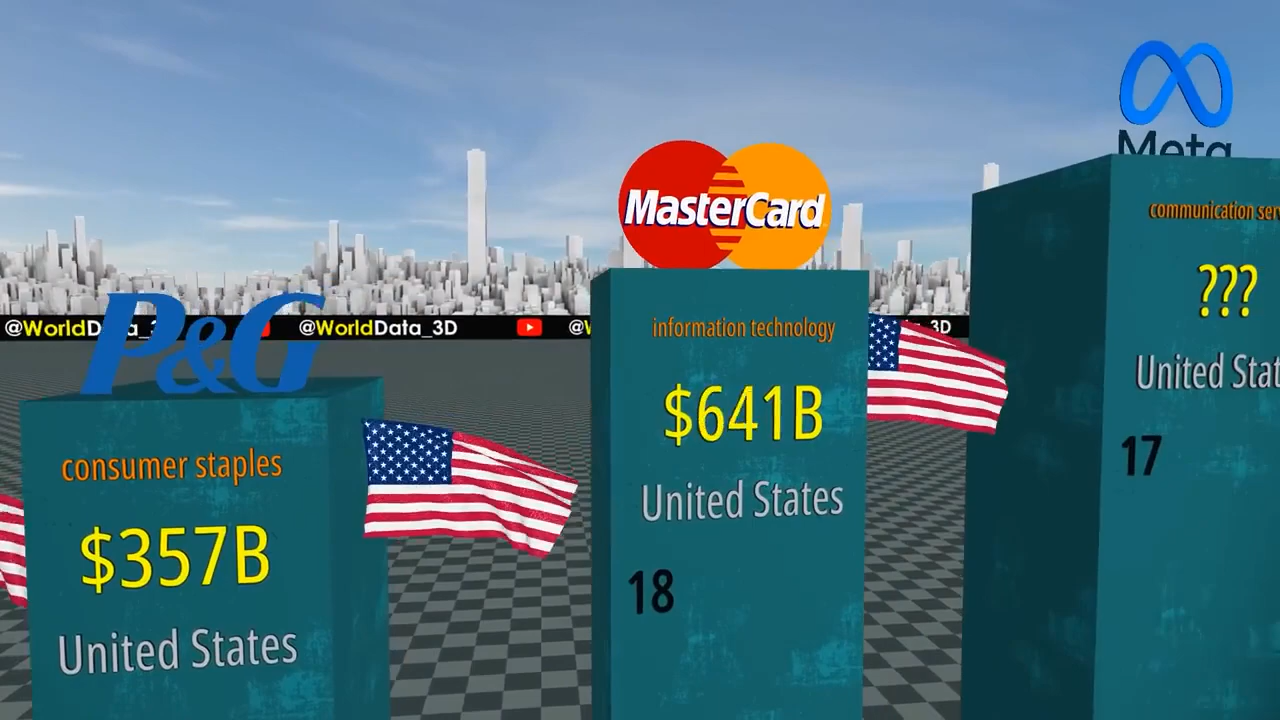 Meta
MasterCard
communication ser
information technology
???
@WorldData_3D
@WorldData_3D
@W
3D
P&G
$641B
United Stat
17
consumer staples
United States
$357B
18
United States